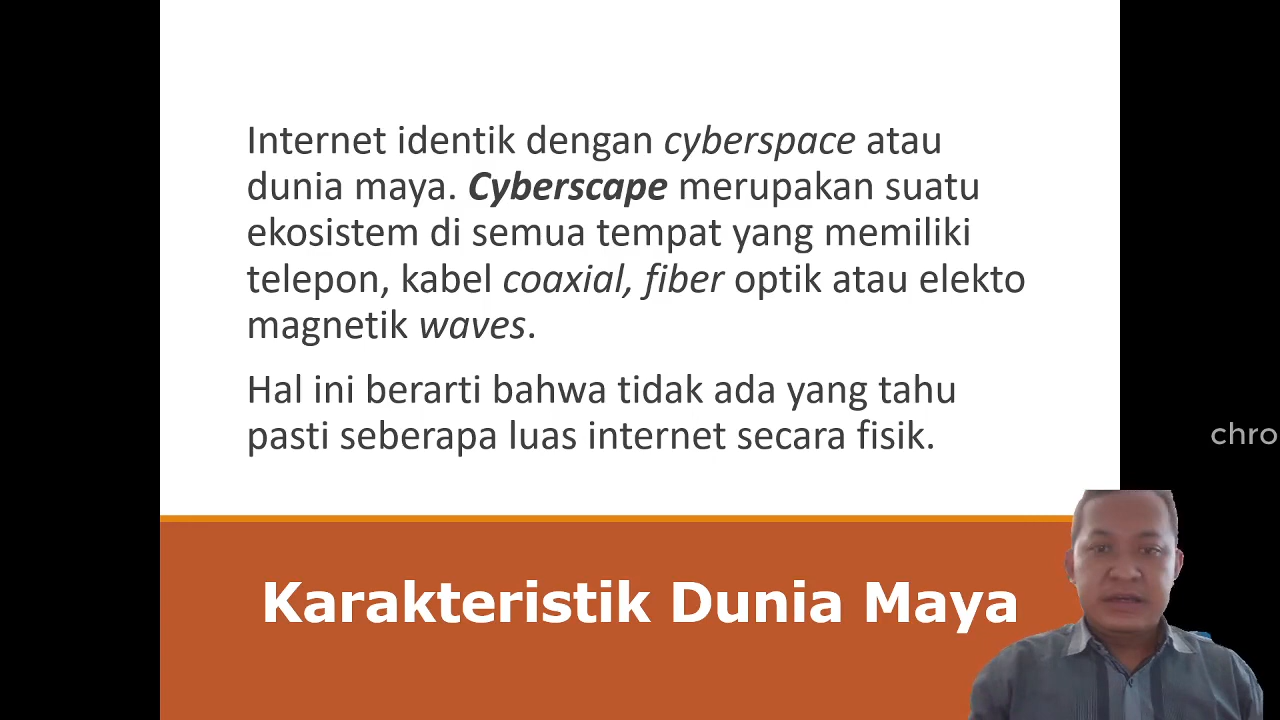 Internet identik dengan cyberspace atau
dunia maya. Cyberscape merupakan suatu
ekosistem di semua tempat yang memiliki
telepon, kabel coaxial, fiber optik atau elekto
magnetik waves.
Hal ini berarti bahwa tidak ada yang tahu
pasti seberapa luas internet secara fisik.
chro
Karakteristik Dunia Maya